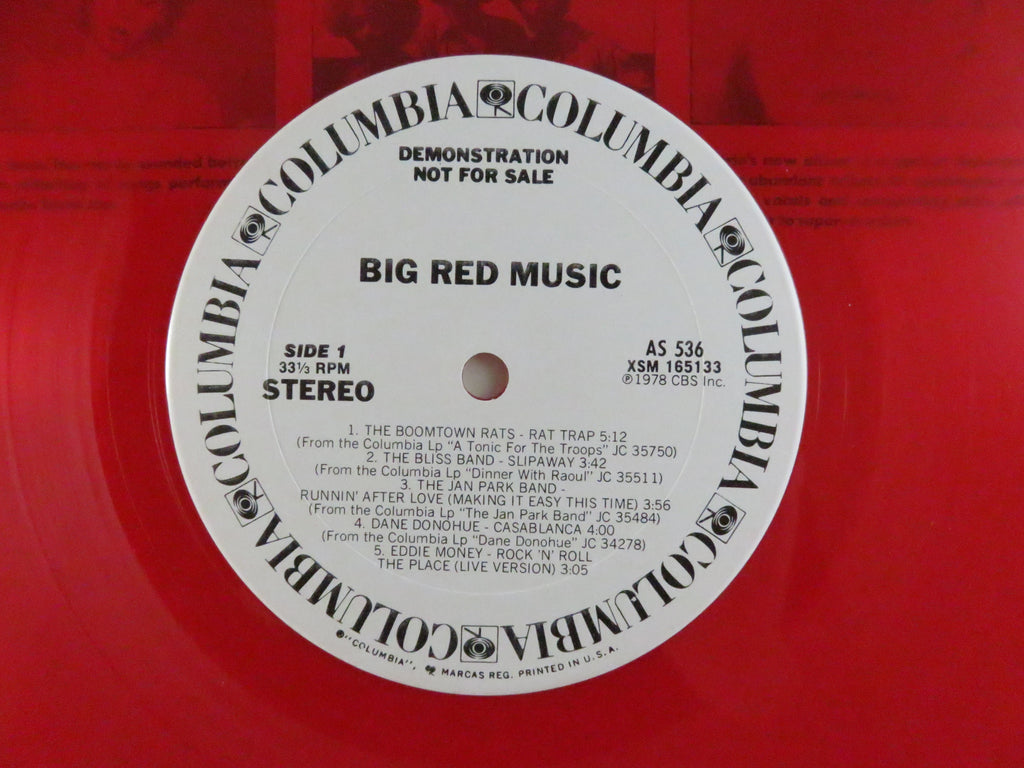 COLUMBIA COLUMBIA COLUMBIA COLUMBIA COLUMBIA COLUMBIA COLUMBIA COLUMBIA
DEMONSTRATION
NOT FOR SALE
BIG RED MUSIC
SIDE 1
33⅓ RPM
STEREO
AS 536
XSM 165133
℗1978 CBS Inc.
1. THE BOOMTOWN RATS - RAT TRAP 5:12
(From the Columbia Lp "A Tonic For The Troops" JC 35750)
2. THE BLISS BAND - SLIPAWAY 3:42
(From the Columbia Lp "Dinner With Raoul" JC 35511)
3. THE JAN PARK BAND -
RUNNIN' AFTER LOVE (MAKING IT EASY THIS TIME) 3:56
(From the Columbia Lp "The Jan Park Band" JC 35484)
4. DANE DONOHUE - CASABLANCA 4:00
(From the Columbia Lp "Dane Donohue" JC 34278)
5. EDDIE MONEY - ROCK 'N' ROLL
THE PLACE (LIVE VERSION) 3:05
"COLUMBIA", MARCAS REG. PRINTED IN U.S.A.